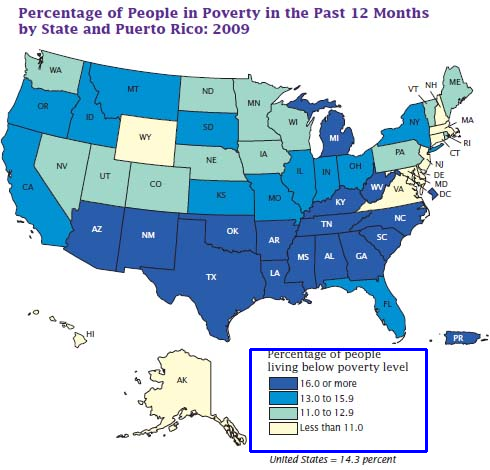 Percentage of People in Poverty in the Past 12 Months
by State and Puerto Rico: 2009
WA
MT
ND
MN
OR
ID
SD
WI
MI
VT NH
ME
NY
MA
RI
CT
WY
NE
IA
PA
NJ
DE
MD
DC
NV
UT
CO
KS
MO
IL
IN
OH
WV
VA
KY
CA
AZ
NM
OK
AR
TN
NC
SC
TX
LA
MS
AL
GA
FL
HI
AK
PR
Percentage of people
living below poverty level
16.0 or more
13.0 to 15.9
11.0 to 12.9
Less than 11.0
United States = 14.3 percent